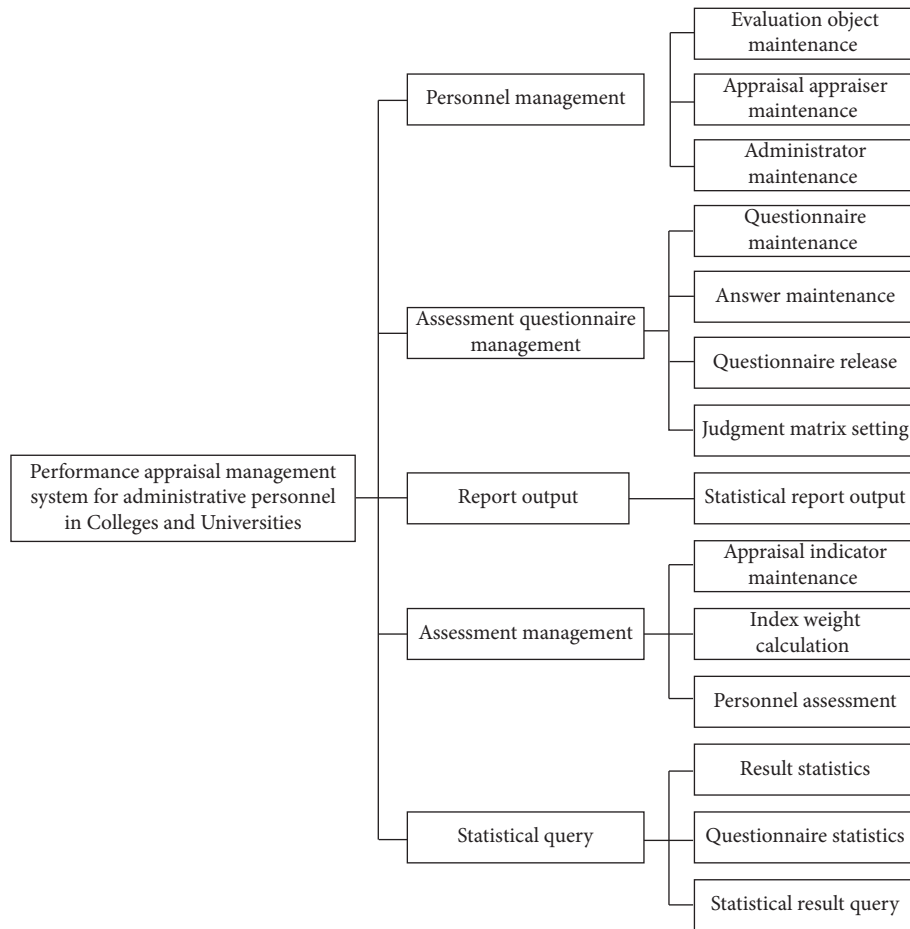 Performance appraisal management
system for administrative personnel
in Colleges and Universities
Personnel management
Evaluation object
maintenance
Appraisal appraiser
maintenance
Administrator
maintenance
Assessment questionnaire
management
Questionnaire
maintenance
Answer maintenance
Questionnaire release
Judgment matrix setting
Report output
Statistical report output
Assessment management
Appraisal indicator
maintenance
Index weight
calculation
Personnel assessment
Statistical query
Result statistics
Questionnaire statistics
Statistical result query